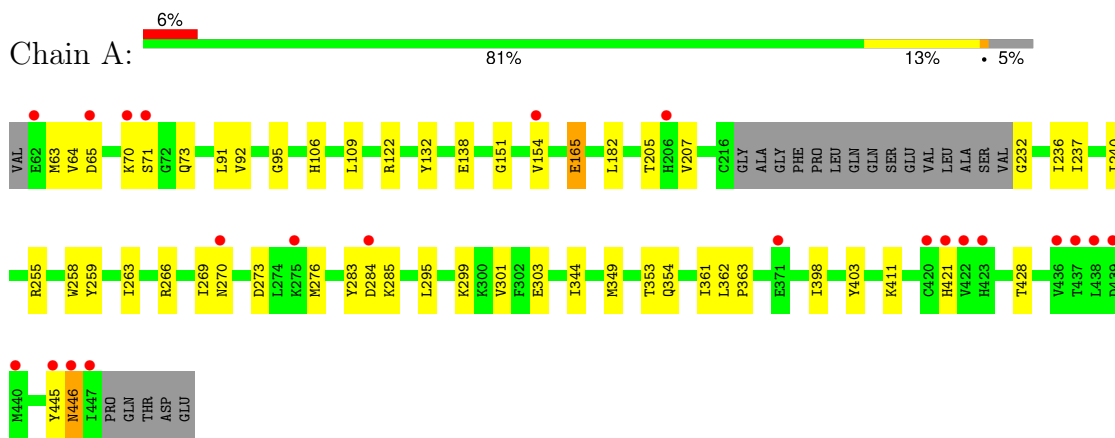 6%
Chain A:
81% 13% • 5%
VAL E62 M63 V64 D65 K70 S71 G72 Q73 L91 V92 G95 H106 L109 R122 Y132 E138 G151 V154 E165 L182 T205 H206 V207 C216 GLY ALA GLY PHE PRO LEU GLN GLN SER GLU VAL LEU ALA SER VAL G232 I236 I237
R255 W258 Y259 I263 R266 I269 N270 D273 L274 K275 M276 Y283 D284 K285 L295 K299 K300 V301 F302 E303 I344 M349 T353 Q354 I361 L362 P363 E371 I398 Y403 K411 C420 H421 V422 H423 T428 V436 T437 L438
M440 Y445 N446 I447 PRO GLN THR ASP GLU